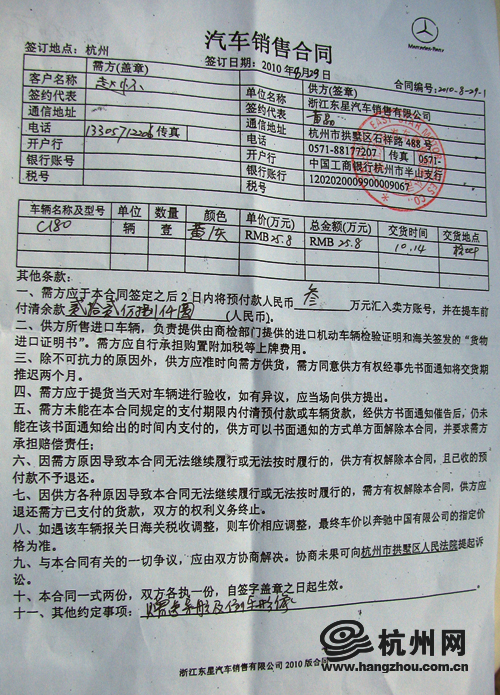 汽车销售合同
Mercedes-Benz
签订地点：杭州
签订日期：2010年8月29日
合同编号：2010-8-29-1
需方(盖章)
供方(签章)
客户名称
单位名称
浙江东星汽车销售有限公司
签约代表
签约代表
通信地址
通信地址
杭州市拱墅区石祥路488号
电话 13305712206 传真
电话
0571-88177207 传真 0571-
开户行
开户行
中国工商银行杭州市半山支行
银行账号
银行账号
1202020009900009067
税号
税号
车辆名称及型号 单位 数量 颜色 单价(万元) 总金额(万元) 交货时间 交货地点
C180 辆 壹 RMB 25.8 RMB 25.8 10.14
其他条款：
一、需方应于本合同签定之后2日内将预付款人民币 叁 万元汇入卖方账号，并在提车前
付清余款 贰拾贰万捌仟圆 (人民币)。
二、供方所售进口车辆，负责提供由商检部门提供的进口机动车辆检验证明和海关签发的“货物
进口证明书”。需方应自行承担购置附加税等上牌费用。
三、除不可抗力的原因外，供方应准时向需方供货，需方同意供方有权经事先书面通知将交货期
推迟两个月。
四、需方应于提货当天对车辆进行验收，如有异议，应当场向供方提出。
五、需方未能在本合同规定的支付期限内付清预付款或车辆货款，经供方书面通知催告后，仍未
能在该书面通知给出的时间内支付的，供方可以书面通知的方式单方面解除本合同，并要求需方
承担赔偿责任；
六、因需方原因导致本合同无法继续履行或无法按时履行的，供方有权解除本合同，且已收的预
付款不予退还。
七、因供方各种原因导致本合同无法继续履行或无法按时履行的，需方有权解除本合同，供方应
退还需方已支付的货款，双方的权利义务终止。
八、如遇该车辆报关日海关税收调整，则车价相应调整，最终车价以奔驰中国有限公司的指定价
格为准。
九、与本合同有关的一切争议，应由双方协商解决。协商未果可向杭州市拱墅区人民法院提起诉
讼。
十、本合同一式两份，双方各执一份，自签字盖章之日起生效。
十一、其他约定事项：赠送导航及倒车影像
浙江东星汽车销售有限公司2010版合同
杭州网
www.hangzhou.com.cn